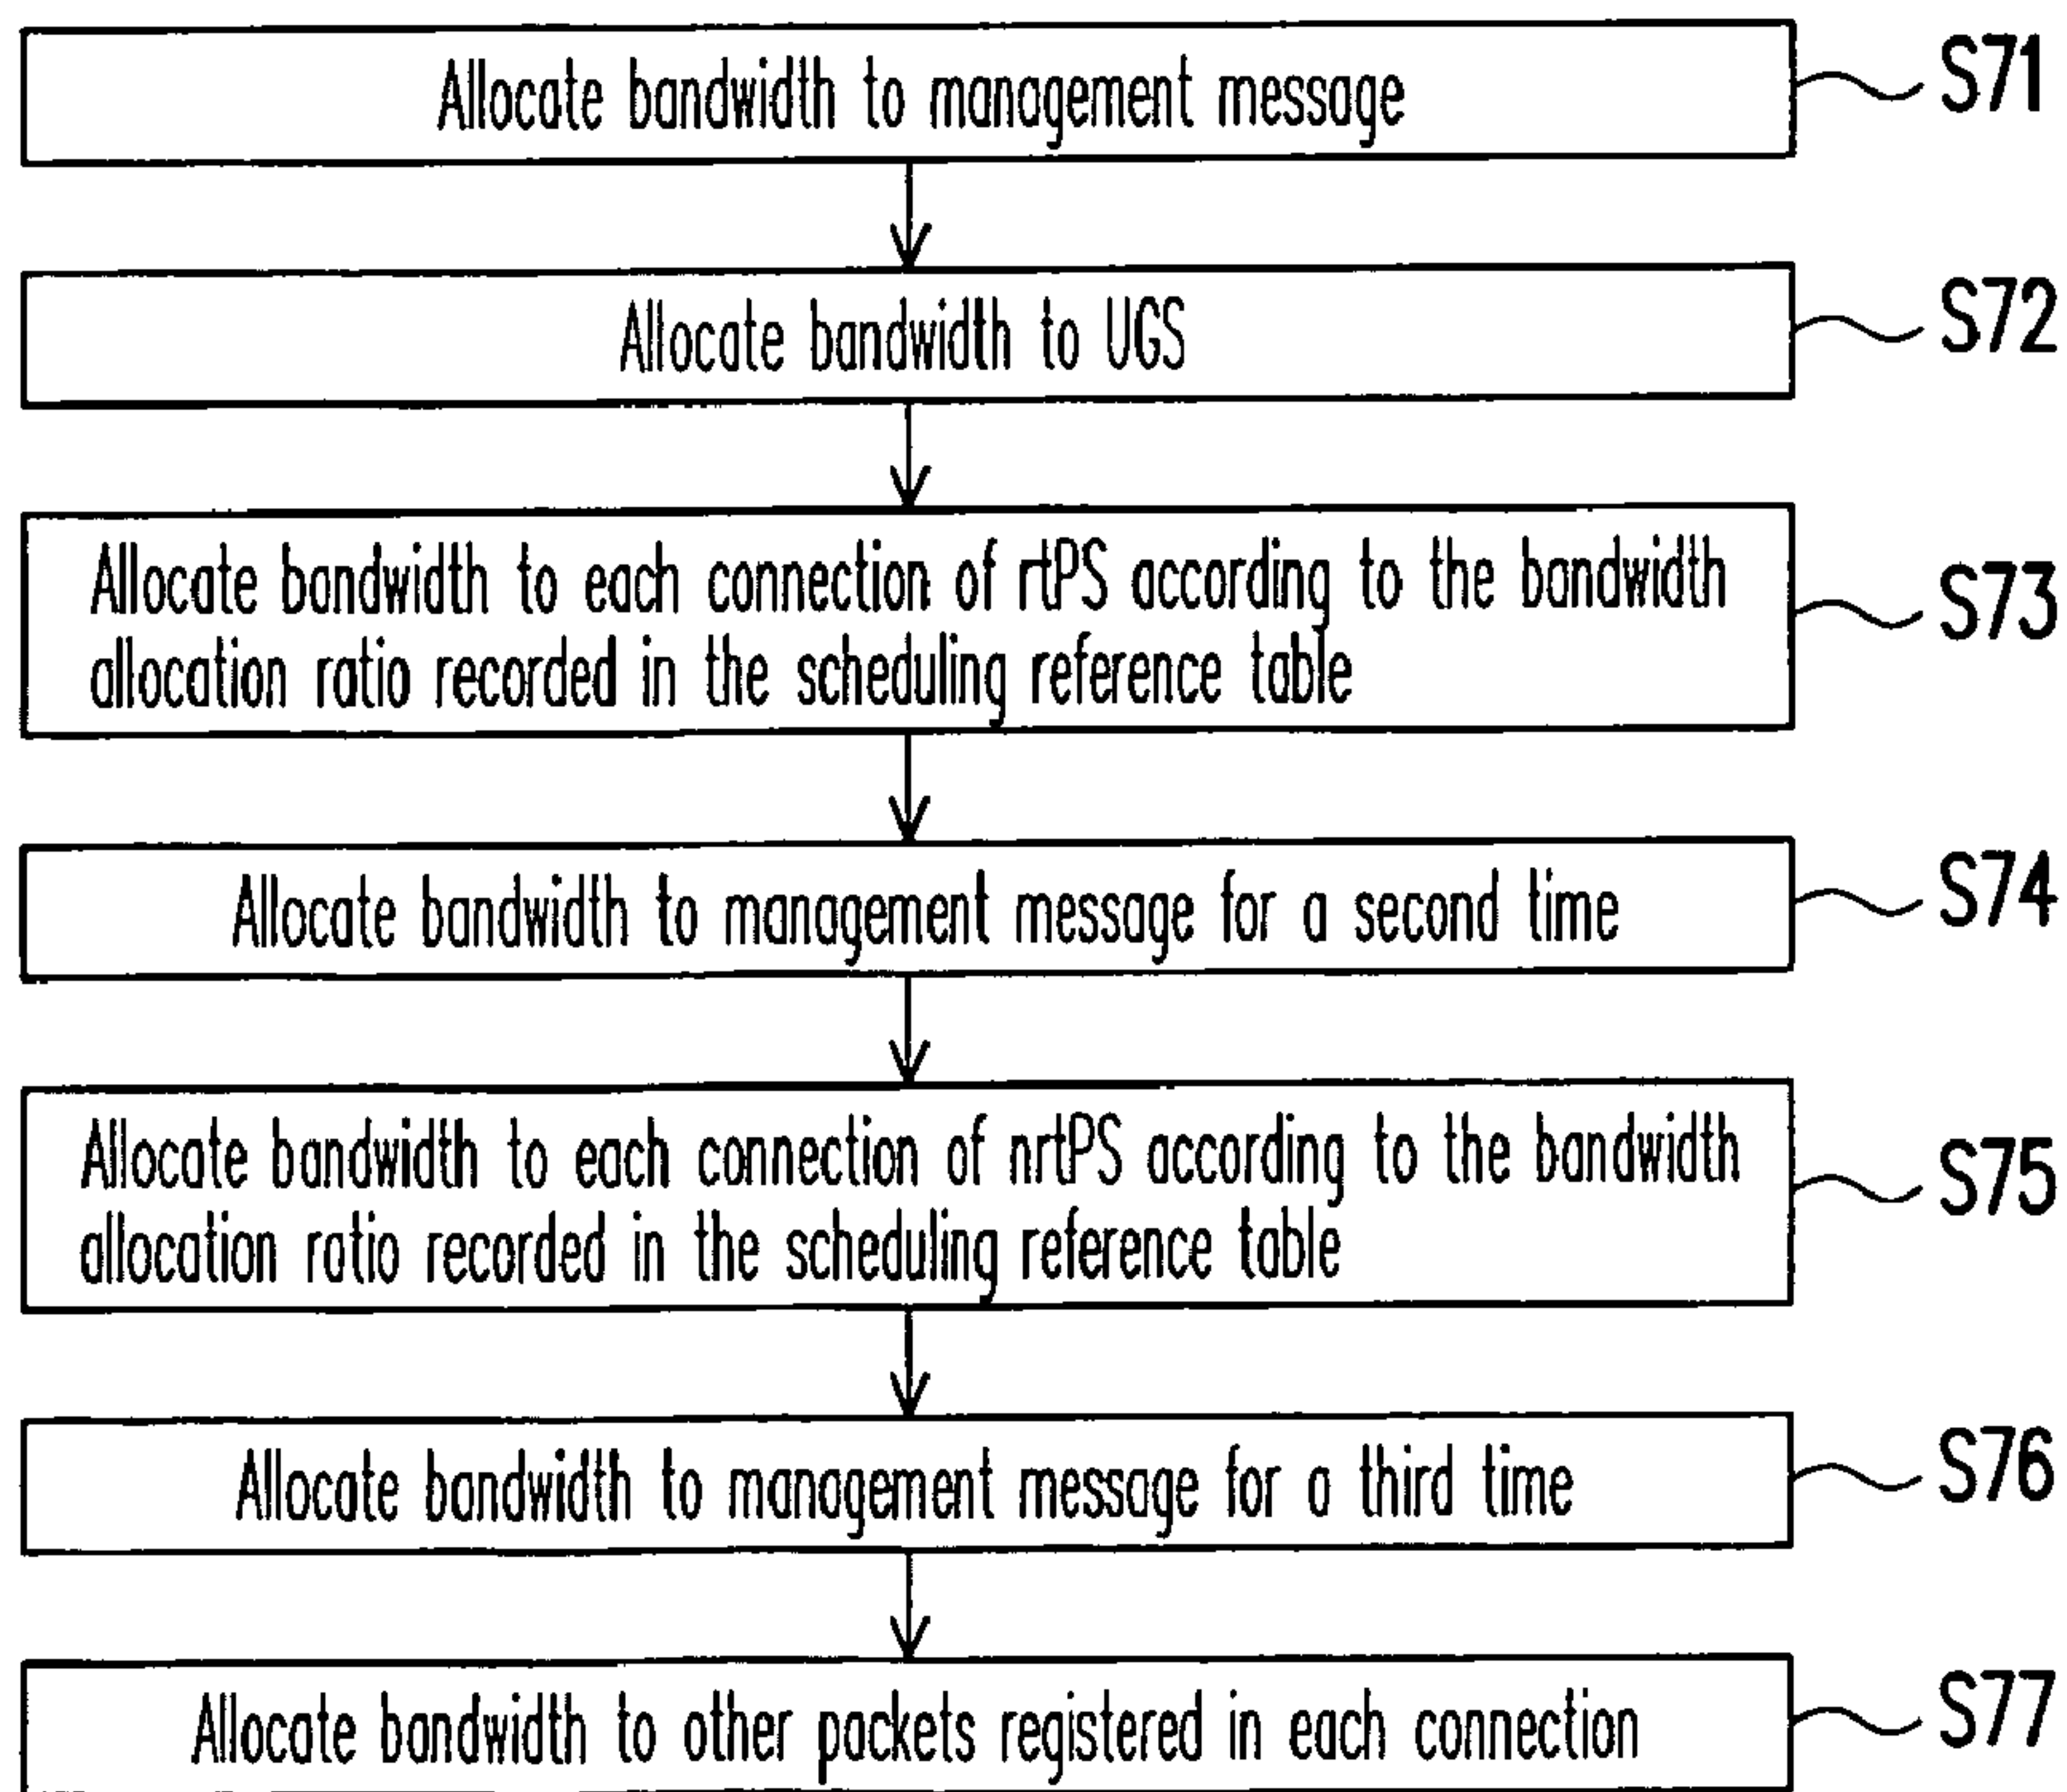 Allocate bandwidth to management message
S71
Allocate bandwidth to UGS
S72
Allocate bandwidth to each connection of rtPS according to the bandwidth
allocation ratio recorded in the scheduling reference table
S73
Allocate bandwidth to management message for a second time
S74
Allocate bandwidth to each connection of nrtPS according to the bandwidth
allocation ratio recorded in the scheduling reference table
S75
Allocate bandwidth to management message for a third time
S76
Allocate bandwidth to other packets registered in each connection
S77